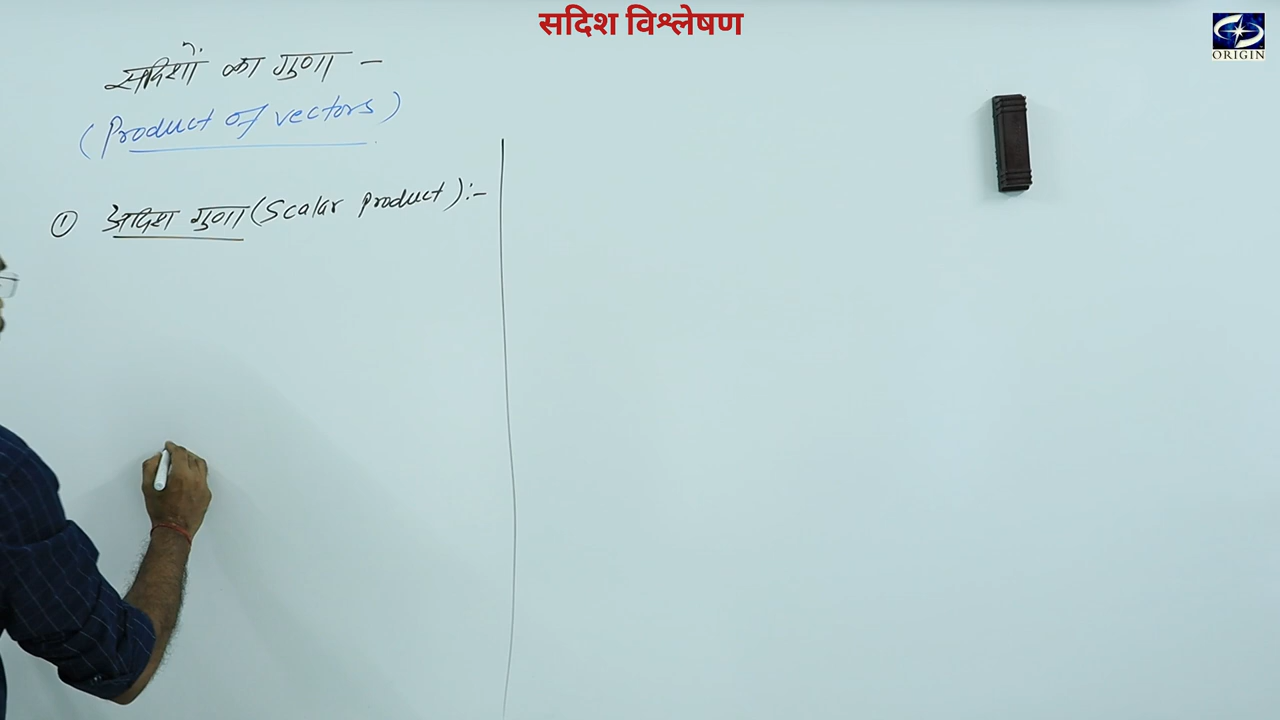 सदिश विश्लेषण
ORIGIN
सदिशों का गुणा -
(Product of vectors)
① अदिश गुणा (Scalar product):-